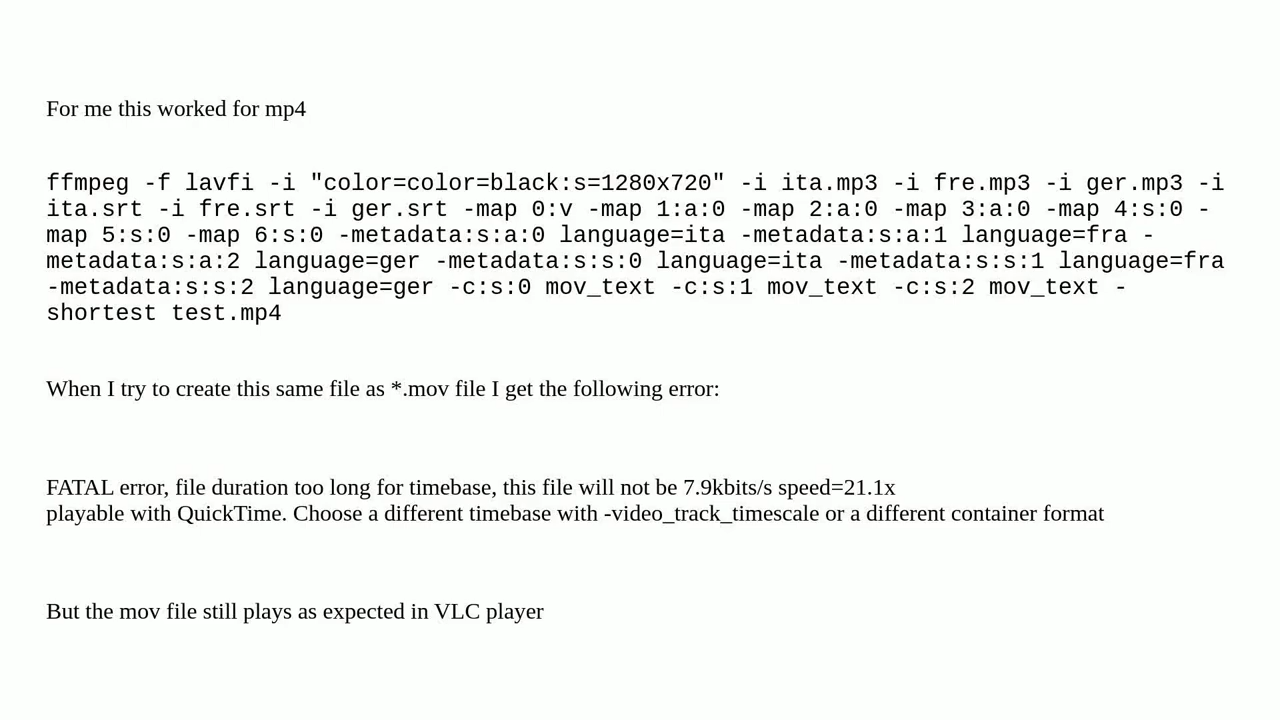 For me this worked for mp4
ffmpeg -f lavfi -i "color=color=black:s=1280x720" -i ita.mp3 -i fre.mp3 -i ger.mp3 -i
ita.srt -i fre.srt -i ger.srt -map 0:v -map 1:a:0 -map 2:a:0 -map 3:a:0 -map 4:s:0 -
map 5:s:0 -map 6:s:0 -metadata:s:a:0 language=ita -metadata:s:a:1 language=fra -
metadata:s:a:2 language=ger -metadata:s:s:0 language=ita -metadata:s:s:1 language=fra
-metadata:s:s:2 language=ger -c:s:0 mov_text -c:s:1 mov_text -c:s:2 mov_text -
shortest test.mp4
When I try to create this same file as *.mov file I get the following error:
FATAL error, file duration too long for timebase, this file will not be 7.9kbits/s speed=21.1x
playable with QuickTime. Choose a different timebase with -video_track_timescale or a different container format
But the mov file still plays as expected in VLC player